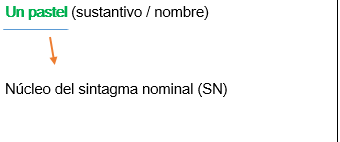 Un pastel (sustantivo / nombre)
Núcleo del sintagma nominal (SN)